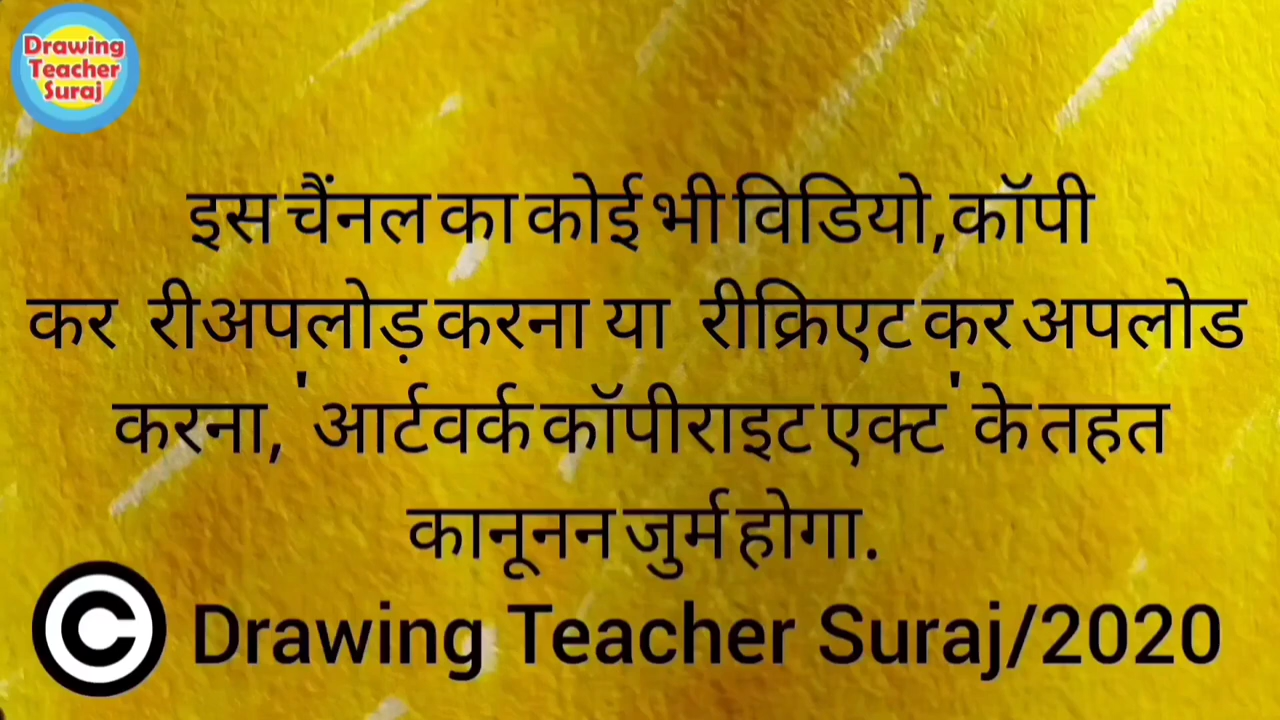 Drawing
Teacher
Suraj
इस चैंनल का कोई भी विडियो,कॉपी
कर रीअपलोड़ करना या रीक्रिएट कर अपलोड
करना, 'आर्टवर्क कॉपीराइट एक्ट' के तहत
कानूनन जुर्म होगा.
© Drawing Teacher Suraj/2020